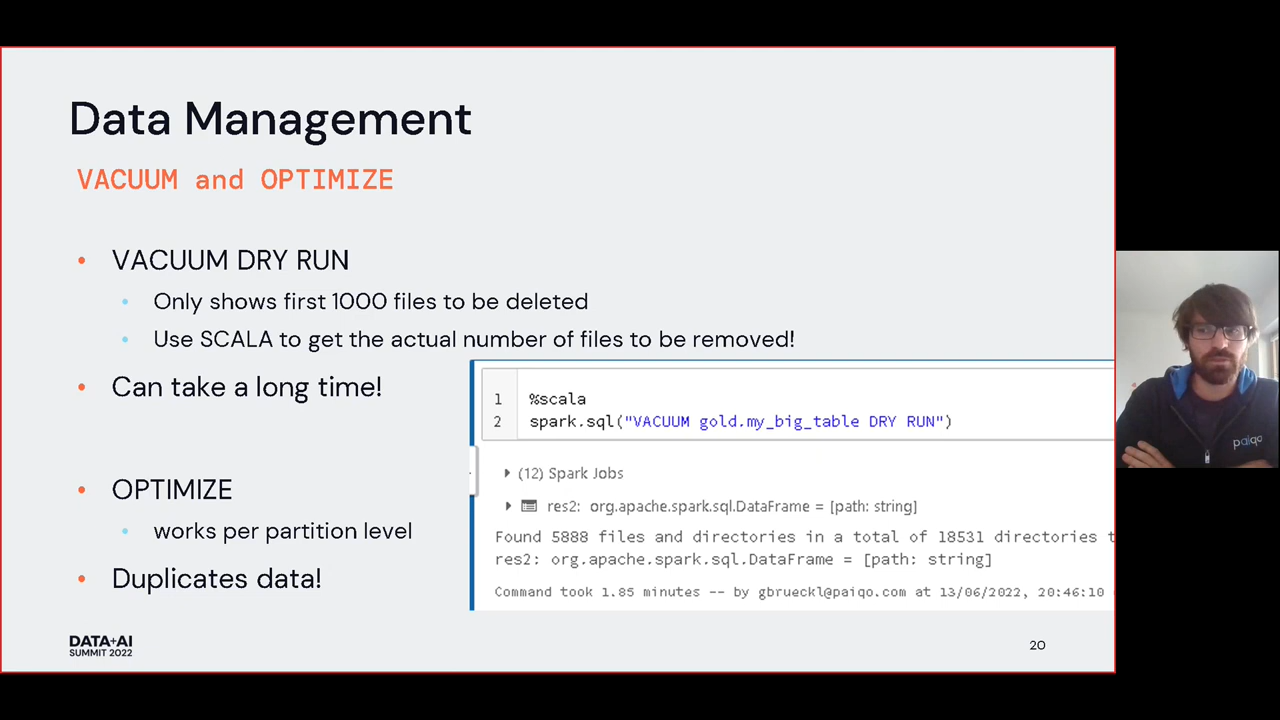 Data Management
VACUUM and OPTIMIZE
• VACUUM DRY RUN
• Only shows first 1000 files to be deleted
• Use SCALA to get the actual number of files to be removed!
• Can take a long time!
1 %scala
2 spark.sql("VACUUM gold.my_big_table DRY RUN")
(12) Spark Jobs
res2: org.apache.spark.sql.DataFrame = [path: string]
Found 5888 files and directories in a total of 18531 directories
res2: org.apache.spark.sql.DataFrame = [path: string]
Command took 1.85 minutes -- by gbrueckl@paiqo.com at 13/06/2022, 20:46:10
• OPTIMIZE
• works per partition level
• Duplicates data!
DATA+AI
SUMMIT 2022
20
paiqo